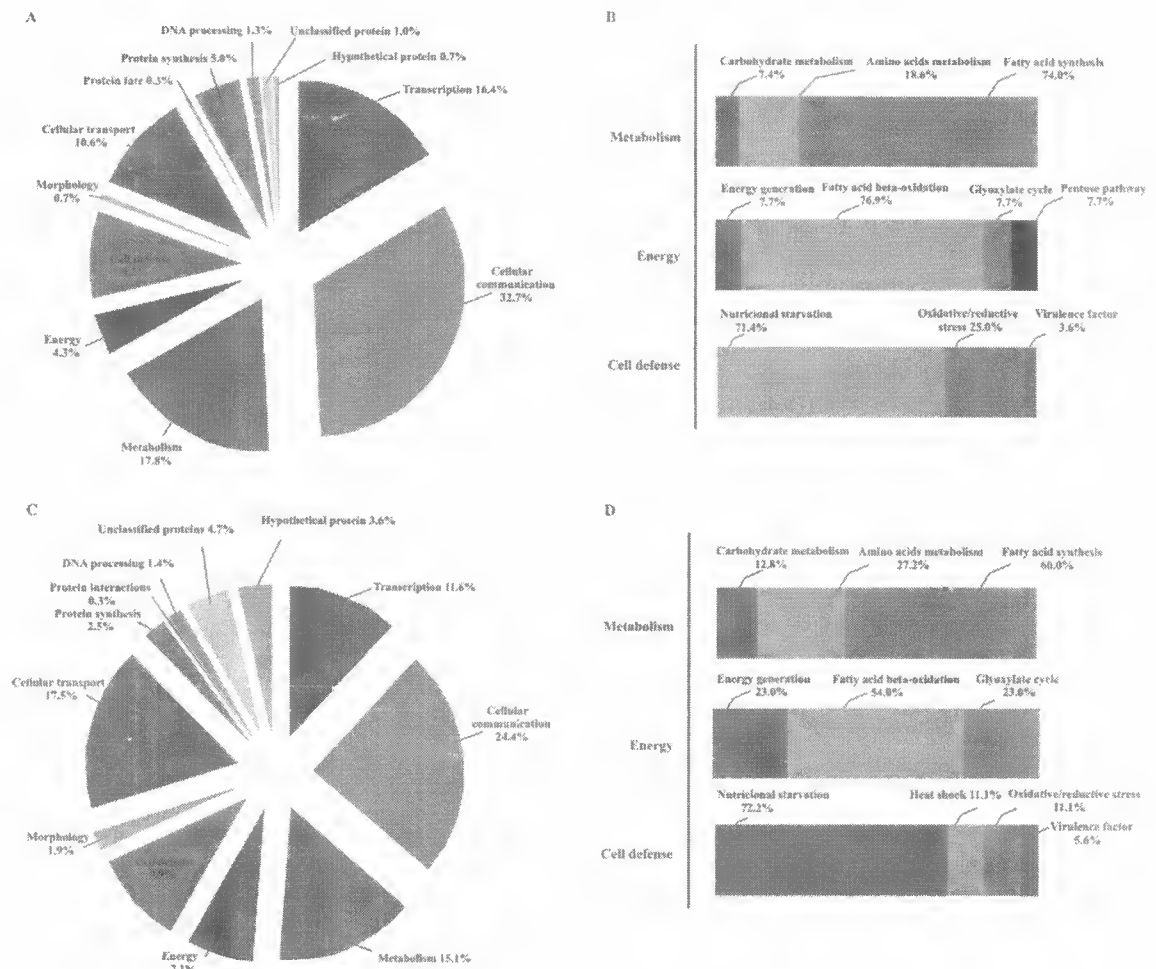 A
DNA processing 1.3%
Unclassified protein 1.0%
Protein synthesis 5.0%
Hypothetical protein 0.7%
Protein fate 0.3%
Transcription 16.4%
Cellular transport
10.6%
Morphology
0.7%
Cell defense
Cellular
communication
32.7%
Energy
4.3%
Metabolism
17.8%
B
Carbohydrate metabolism
7.4%
Amino acids metabolism
18.6%
Fatty acid synthesis
74.0%
Metabolism
Energy generation
7.7%
Fatty acid beta-oxidation
76.9%
Glyoxylate cycle
7.7%
Pentose pathway
7.7%
Energy
Nutricional starvation
71.4%
Oxidative/reductive
stress 25.0%
Virulence factor
3.6%
Cell defense
C
Unclassified proteins 4.7%
Hypothetical protein 3.6%
DNA processing 1.4%
Protein interactions
0.3%
Protein synthesis
2.5%
Transcription 11.6%
Cellular transport
17.5%
Cellular
communication
24.4%
Morphology
1.9%
Energy
Metabolism 15.1%
D
Carbohydrate metabolism
12.8%
Amino acids metabolism
27.2%
Fatty acid synthesis
60.0%
Metabolism
Energy generation
23.0%
Fatty acid beta-oxidation
54.0%
Glyoxylate cycle
23.0%
Energy
Nutricional starvation
72.2%
Heat shock 11.1%
Oxidative/reductive stress
11.1%
Virulence factor
5.6%
Cell defense